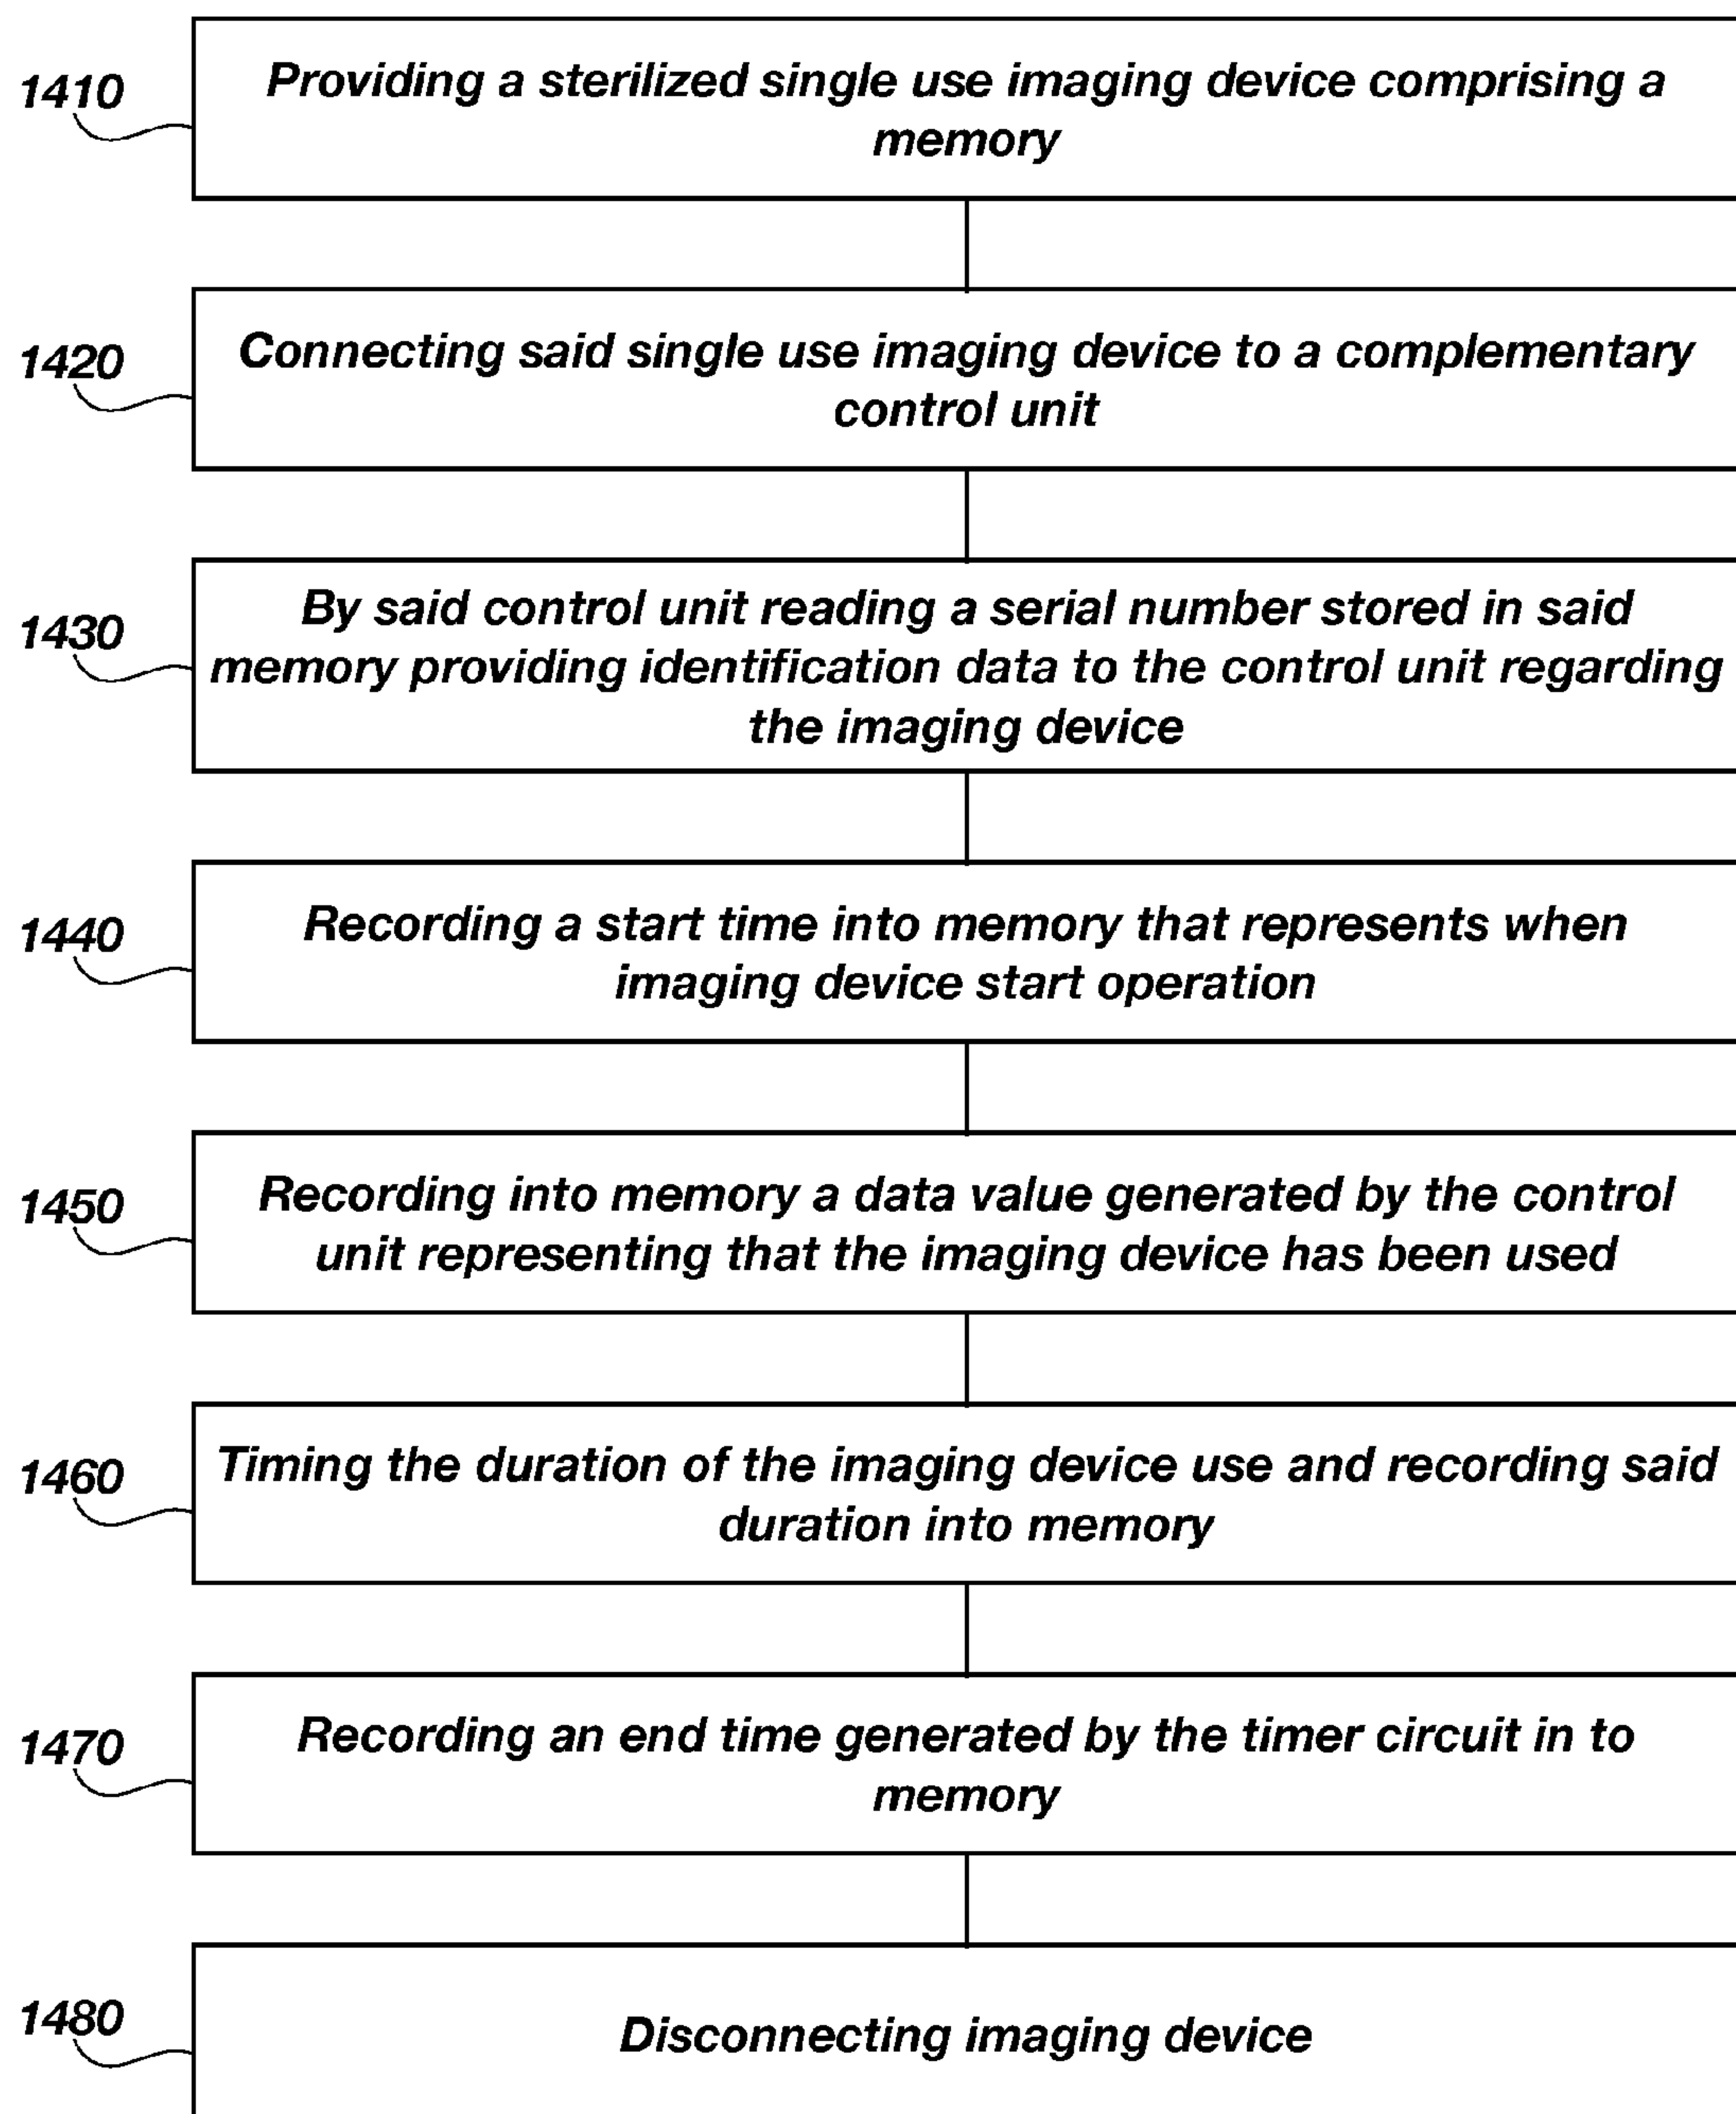 1410
Providing a sterilized single use imaging device comprising a
memory
1420
Connecting said single use imaging device to a complementary
control unit
1430
By said control unit reading a serial number stored in said
memory providing identification data to the control unit regarding
the imaging device
1440
Recording a start time into memory that represents when
imaging device start operation
1450
Recording into memory a data value generated by the control
unit representing that the imaging device has been used
1460
Timing the duration of the imaging device use and recording said
duration into memory
1470
Recording an end time generated by the timer circuit in to
memory
1480
Disconnecting imaging device